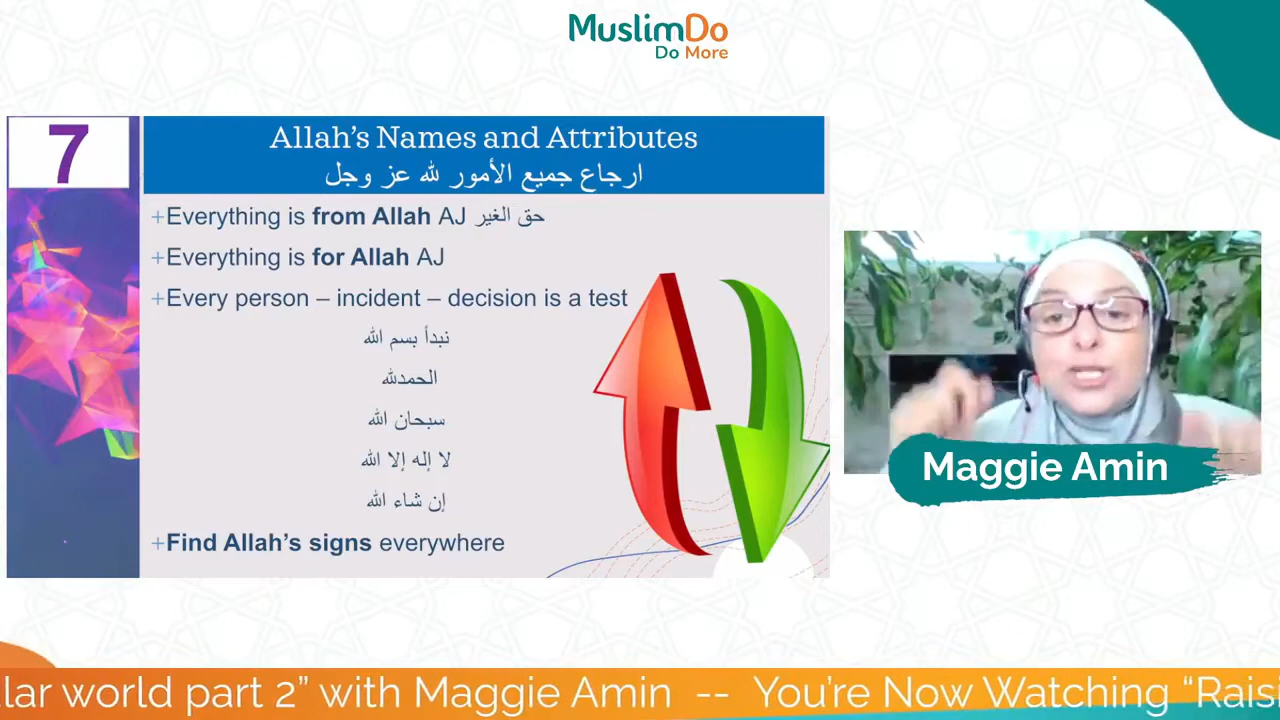 MuslimDo
Do More
7
Allah's Names and Attributes
ارجاع جميع الأمور لله عز وجل
+Everything is from Allah AJ حق الغير
+Everything is for Allah AJ
+Every person – incident – decision is a test
نبدأ بسم الله
الحمدلله
سبحان الله
لا إله إلا الله
إن شاء الله
+Find Allah's signs everywhere
Maggie Amin
lar world part 2” with Maggie Amin -- You're Now Watching “Raisi